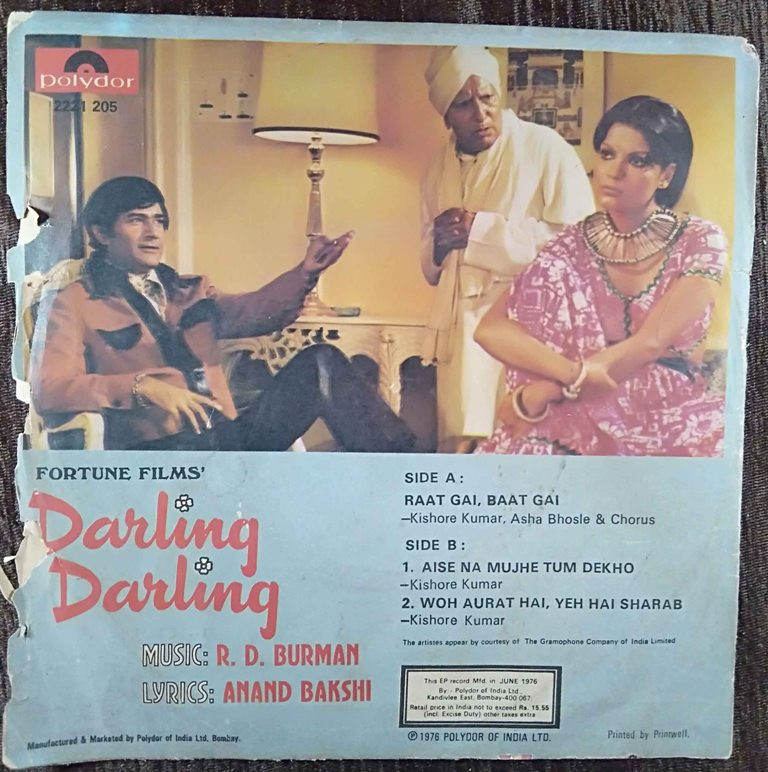 polydor
2221 205
FORTUNE FILMS'
Darling
Darling
MUSIC: R. D. BURMAN
LYRICS: ANAND BAKSHI
Manufactured & Marketed by Polydor of India Ltd. Bombay.
SIDE A :
RAAT GAI, BAAT GAI
—Kishore Kumar, Asha Bhosle & Chorus
SIDE B :
1. AISE NA MUJHE TUM DEKHO
—Kishore Kumar
2. WOH AURAT HAI, YEH HAI SHARAB
—Kishore Kumar
The artistes appear by courtesy of The Gramophone Company of India Limited
This EP record Mfd. in JUNE 1976
By:- Polydor of India Ltd.,
Kandivlee East, Bombay-400 067.
Retail price in India not to exceed Rs. 15.55
(incl. Excise Duty) other taxes extra
℗ 1976 POLYDOR OF INDIA LTD.
Printed by Printwell.